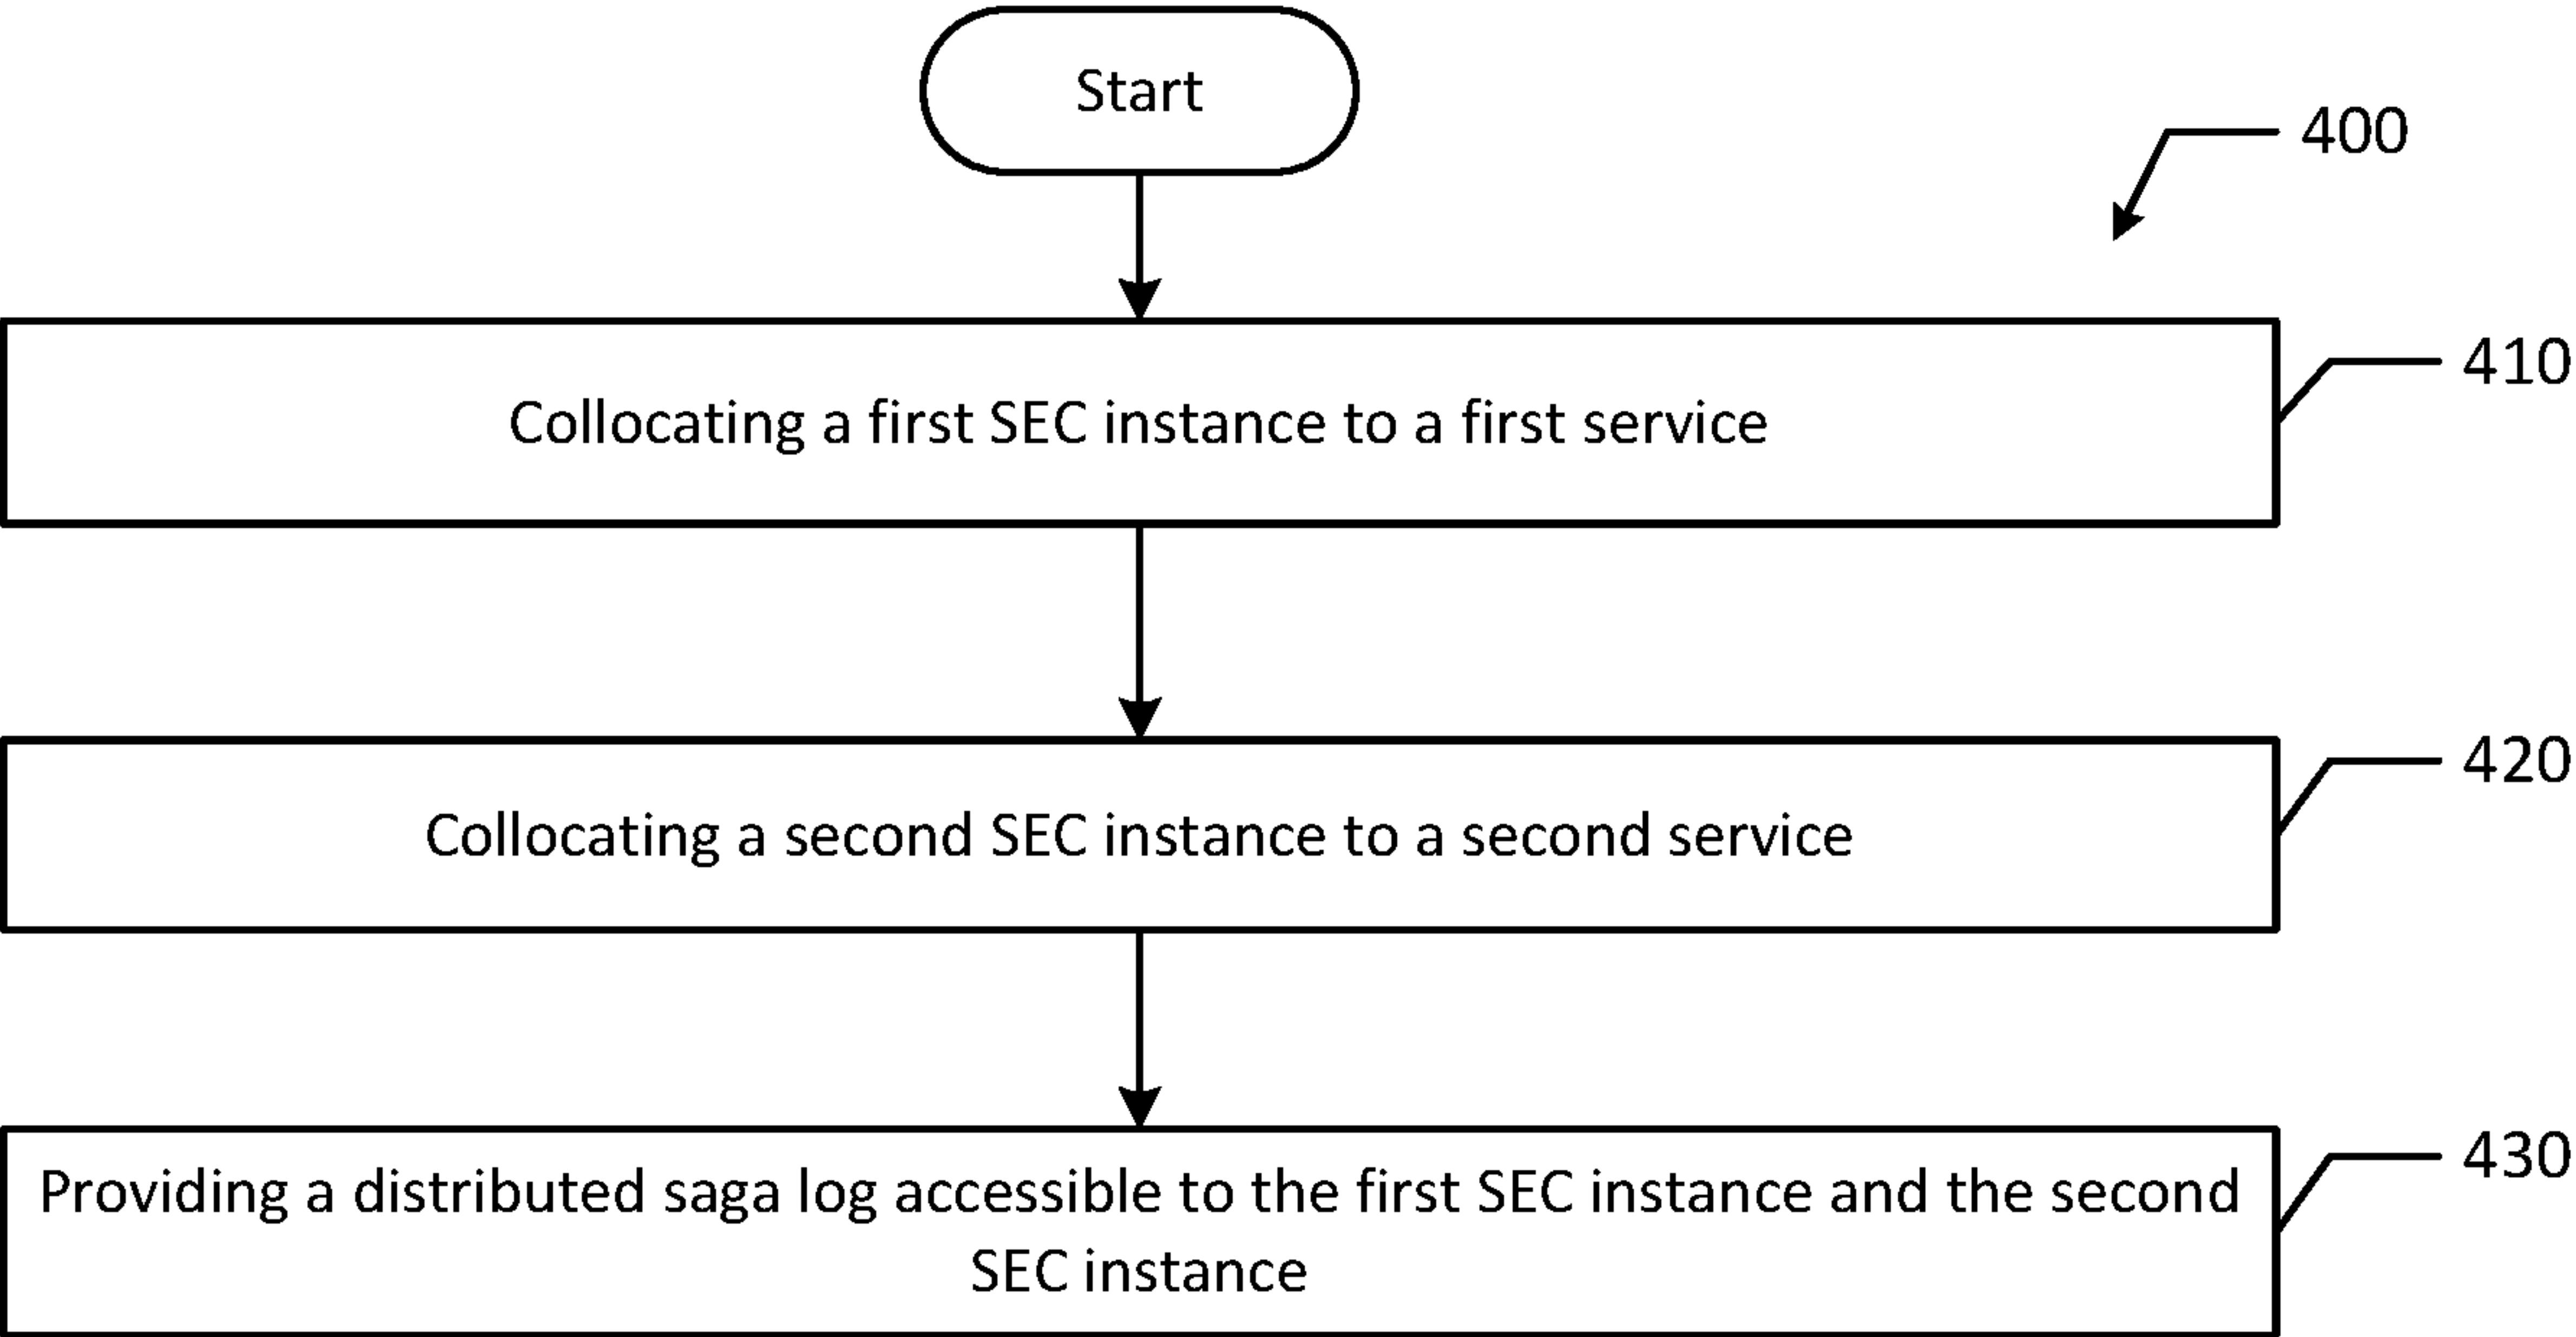 Start
400
410
Collocating a first SEC instance to a first service
420
Collocating a second SEC instance to a second service
430
Providing a distributed saga log accessible to the first SEC instance and the second
SEC instance